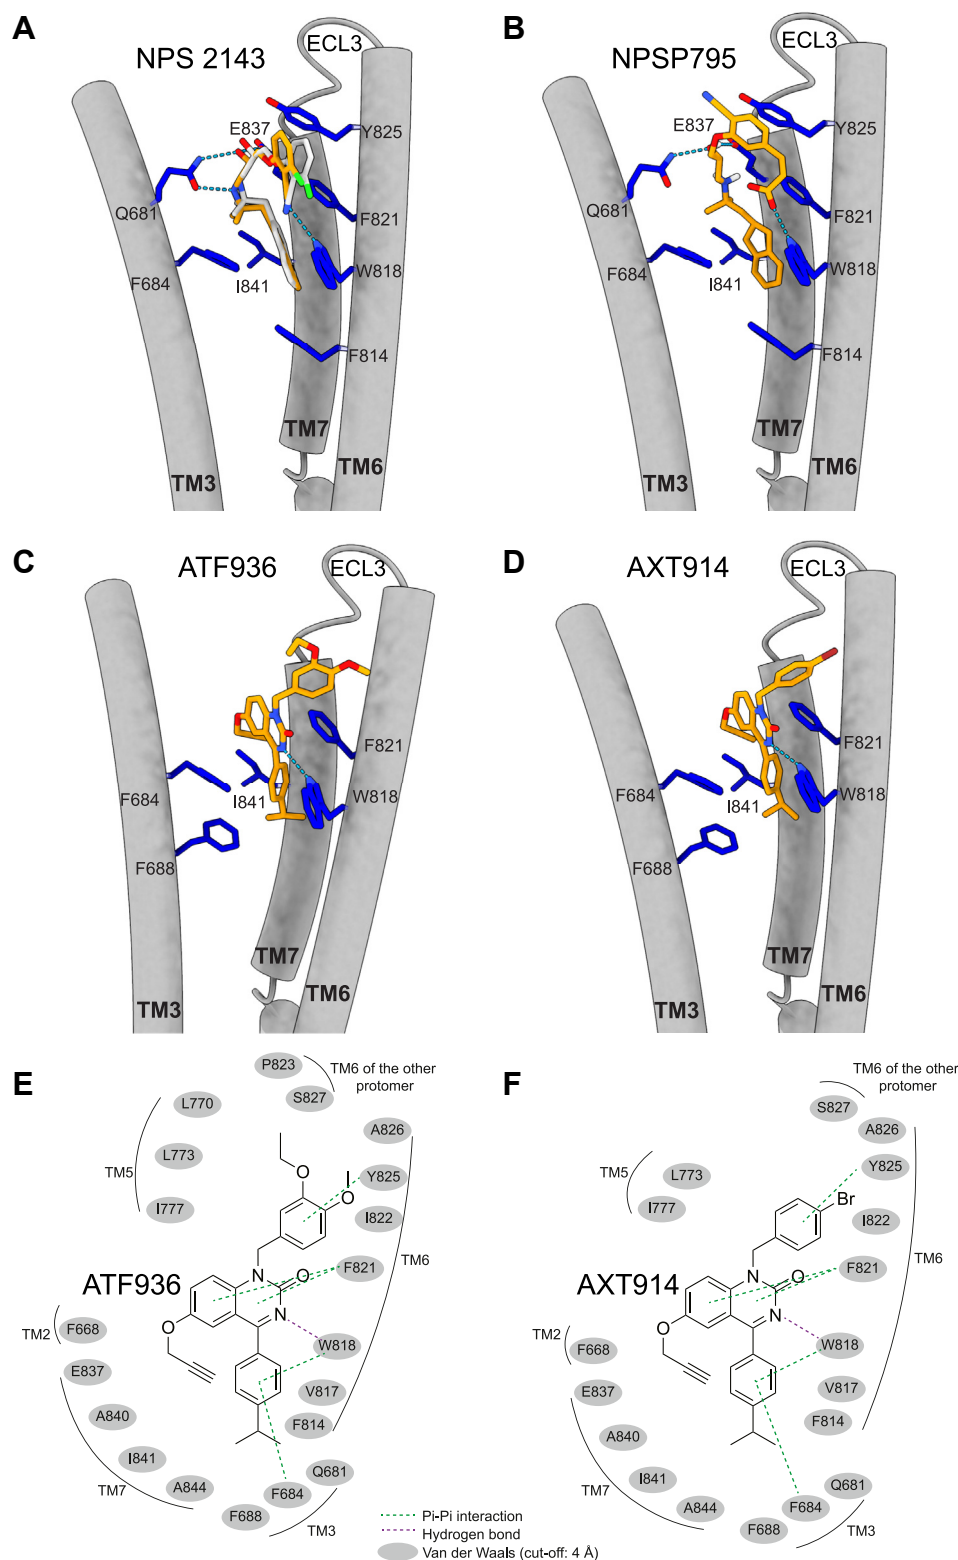 A
NPS 2143
ECL3
E837
Y825
Q681
F821
F684
I841
W818
F814
TM7
TM3
TM6
B
NPSP795
ECL3
E837
Y825
Q681
F821
F684
I841
W818
F814
TM7
TM3
TM6
C
ATF936
ECL3
F821
F684
I841
W818
F688
TM7
TM3
TM6
D
AXT914
ECL3
F821
F684
I841
W818
F688
TM7
TM3
TM6
E
P823
TM6 of the other
protomer
S827
L770
A826
L773
TM5
Y825
O
O
I777
I822
TM6
F821
ATF936
N
O
N
O
TM2
F668
W818
E837
V817
A840
F814
I841
Q681
TM7
A844
F684
F688
TM3
F
TM6 of the other
protomer
S827
A826
Y825
TM5
L773
I777
Br
I822
TM6
F821
AXT914
N
O
N
O
TM2
F668
W818
E837
V817
F814
A840
I841
Q681
TM7
A844
F684
F688
TM3
Pi-Pi interaction
Hydrogen bond
Van der Waals (cut-off: 4 Å)